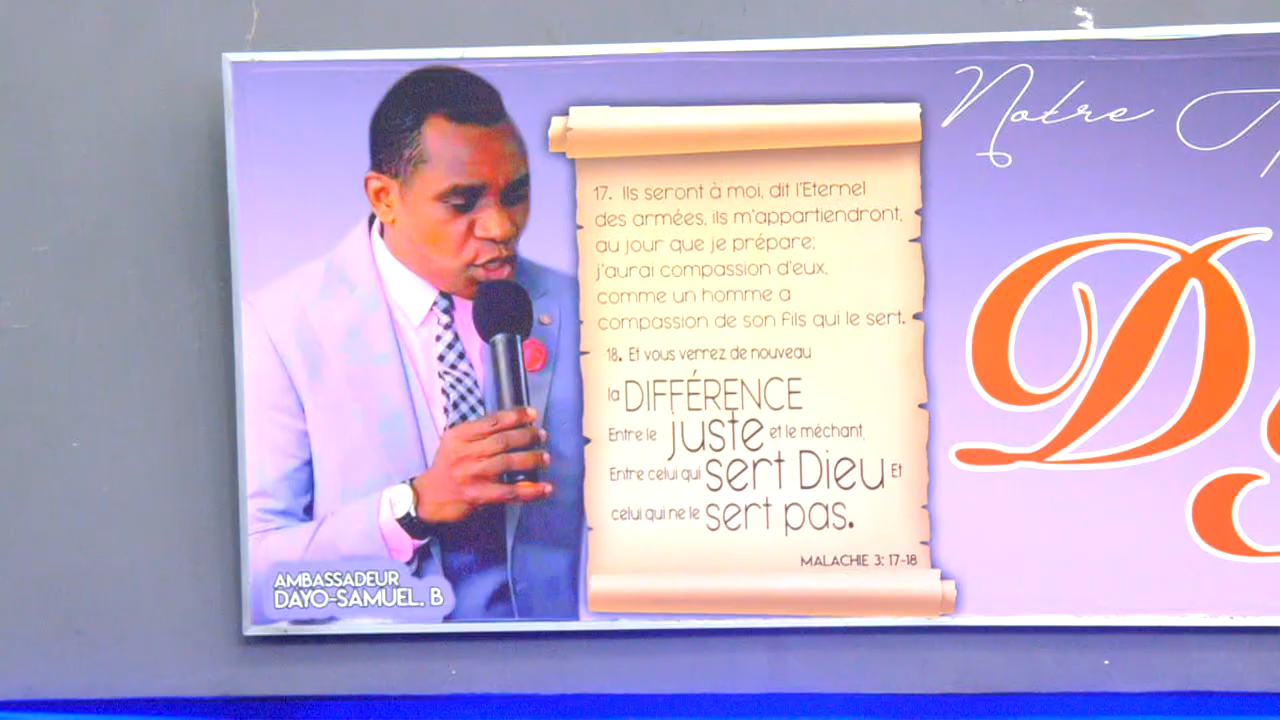 Notre
17. Ils seront à moi, dit l'Eternel
des armées, ils m'appartiendront,
au jour que je prépare;
j'aurai compassion d'eux,
comme un homme a
compassion de son fils qui le sert.
18. Et vous verrez de nouveau
la DIFFÉRENCE
Entre le juste et le méchant,
Entre celui qui sert Dieu Et
celui qui ne le sert pas.
MALACHIE 3: 17-18
AMBASSADEUR
DAYO-SAMUEL. B